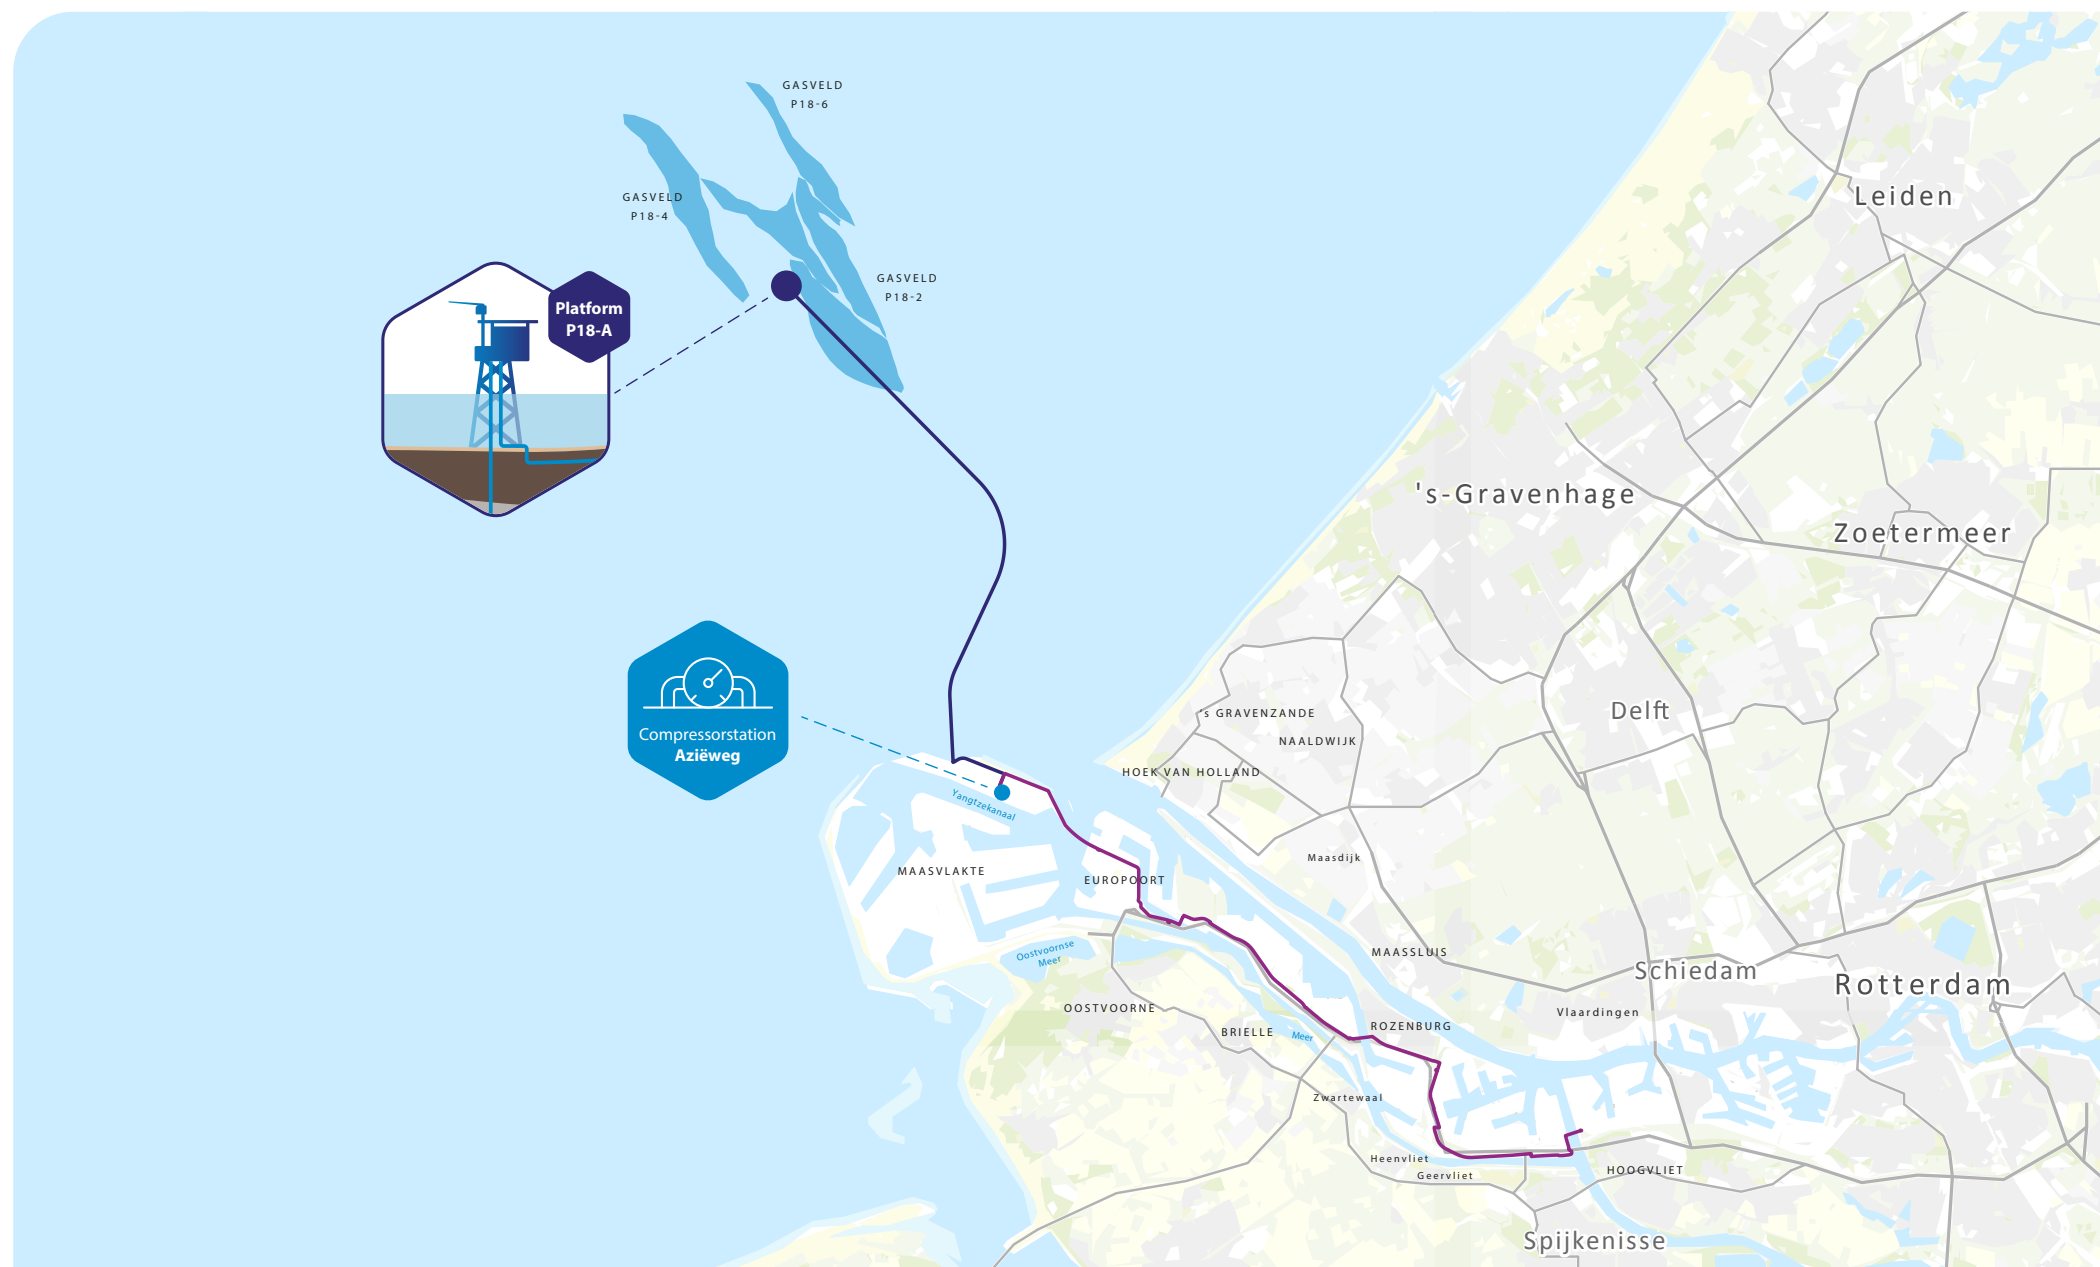 GASVELD
P18-6
GASVELD
P18-4
Leiden
GASVELD
P18-2
Platform
P18-A
's-Gravenhage
Zoetermeer
Compressorstation
Aziëweg
's GRAVENZANDE
Delft
NAALDWIJK
HOEK VAN HOLLAND
Yangtzekanaal
Maasdijk
MAASVLAKTE
EUROPOORT
Oostvoornse
Meer
MAASSLUIS
Schiedam
Rotterdam
OOSTVOORNE
Vlaardingen
BRIELLE
Meer
ROZENBURG
Zwartewaal
Heenvliet
Geervliet
HOOGVLIET
Spijkenisse